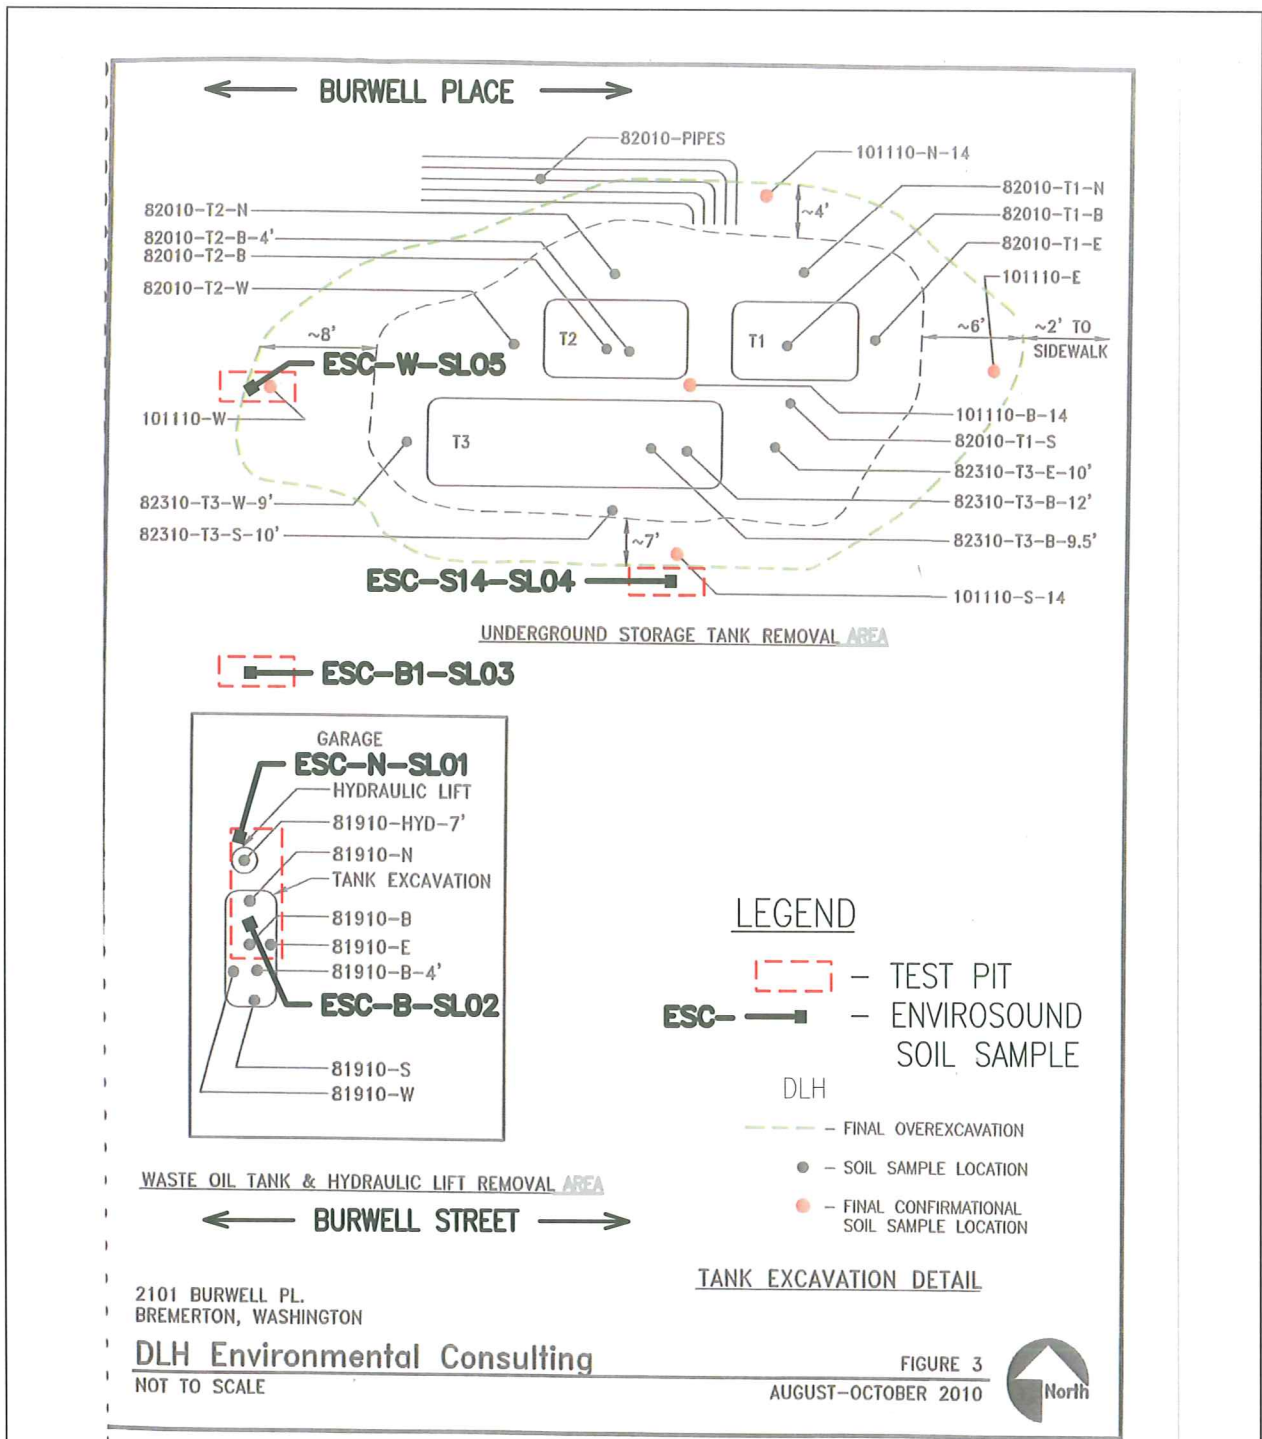 BURWELL PLACE
82010-PIPES
101110-N-14
82010-T1-N
82010-T2-N
~4'
82010-T1-B
82010-T2-B-4'
82010-T1-E
82010-T2-B
101110-E
82010-T2-W
~8'
T2
T1
~6'
~2' TO
SIDEWALK
ESC-W-SL05
101110-W
101110-B-14
T3
82010-T1-S
82310-T3-E-10'
82310-T3-W-9'
82310-T3-B-12'
82310-T3-S-10'
~7'
82310-T3-B-9.5'
ESC-S14-SL04
101110-S-14
UNDERGROUND STORAGE TANK REMOVAL AREA
ESC-B1-SL03
GARAGE
ESC-N-SL01
HYDRAULIC LIFT
81910-HYD-7'
81910-N
TANK EXCAVATION
81910-B
81910-E
81910-B-4'
ESC-B-SL02
81910-S
81910-W
LEGEND
- TEST PIT
ESC- - ENVIROSOUND
SOIL SAMPLE
DLH
- FINAL OVEREXCAVATION
- SOIL SAMPLE LOCATION
- FINAL CONFIRMATIONAL
SOIL SAMPLE LOCATION
WASTE OIL TANK & HYDRAULIC LIFT REMOVAL AREA
BURWELL STREET
TANK EXCAVATION DETAIL
2101 BURWELL PL.
BREMERTON, WASHINGTON
DLH Environmental Consulting
NOT TO SCALE
FIGURE 3
AUGUST-OCTOBER 2010
North